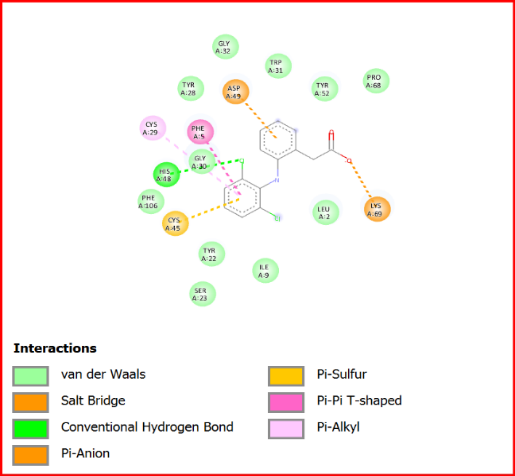 GLY
A:32
TRP
A:31
TYR
A:28
ASP
A:49
TYR
A:52
PRO
A:68
CYS
A:29
PHE
A:5
HIS
A:48
GLY
A:30
PHE
A:106
CYS
A:45
LEU
A:2
LYS
A:69
TYR
A:22
ILE
A:9
SER
A:23
Interactions
van der Waals
Salt Bridge
Conventional Hydrogen Bond
Pi-Anion
Pi-Sulfur
Pi-Pi T-shaped
Pi-Alkyl